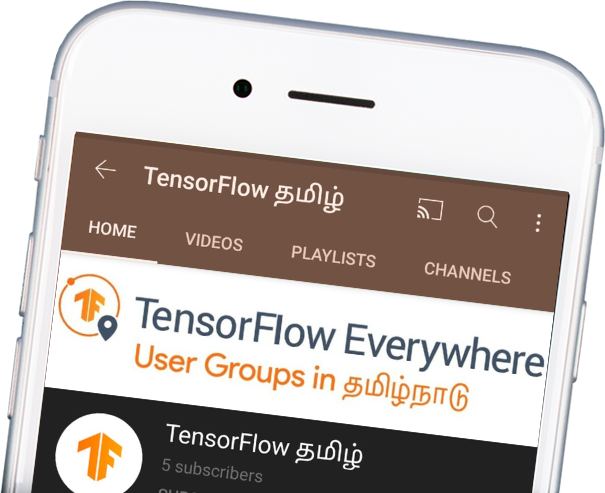 TensorFlow தமிழ்
HOME VIDEOS PLAYLISTS CHANNELS
TensorFlow Everywhere
User Groups in தமிழ்நாடு
TensorFlow தமிழ்
5 subscribers